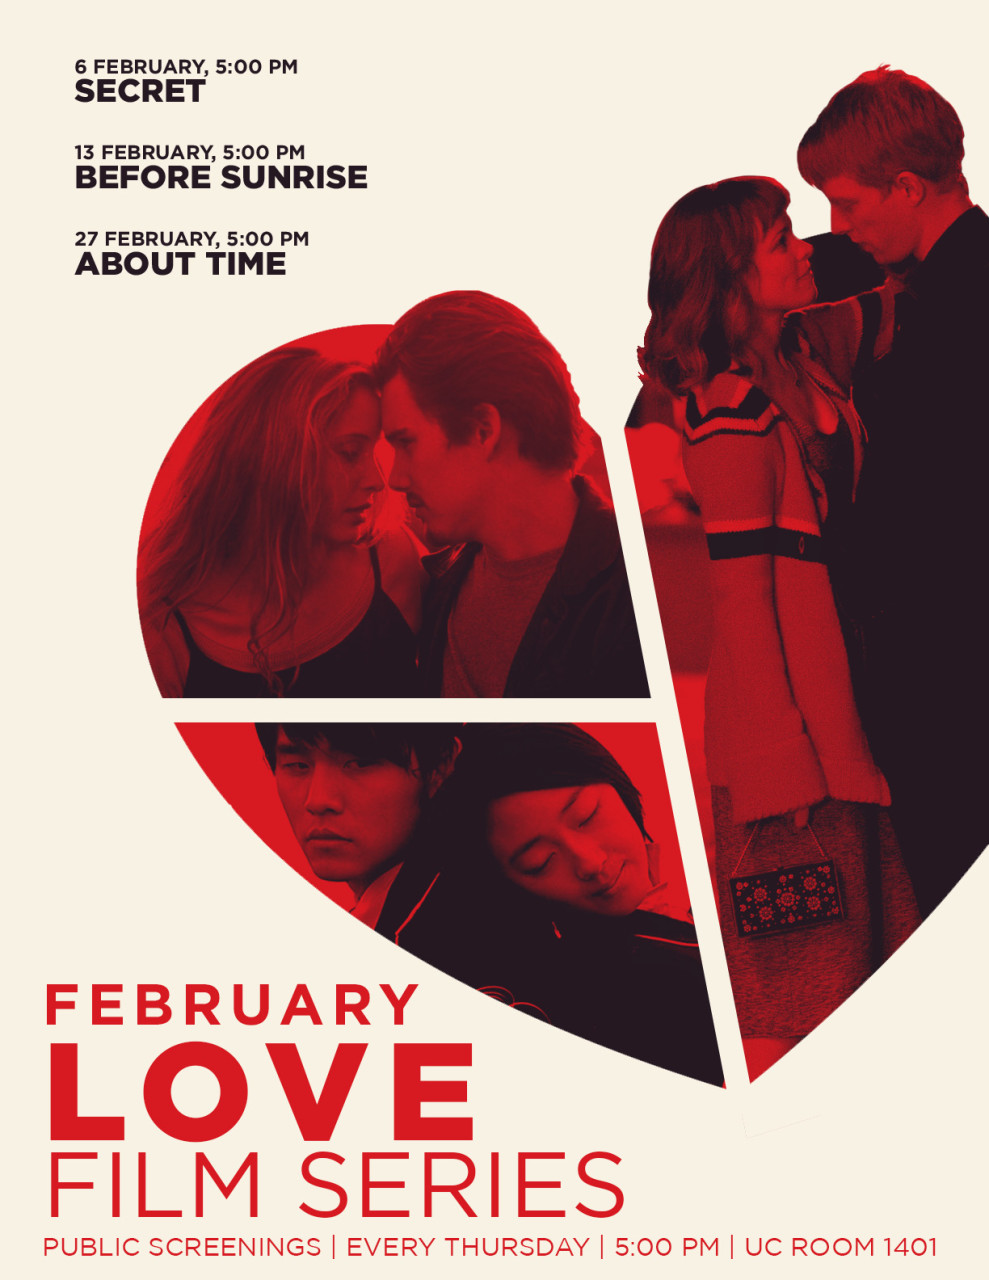 6 FEBRUARY, 5:00 PM
SECRET
13 FEBRUARY, 5:00 PM
BEFORE SUNRISE
27 FEBRUARY, 5:00 PM
ABOUT TIME
FEBRUARY
LOVE
FILM SERIES
PUBLIC SCREENINGS | EVERY THURSDAY | 5:00 PM | UC ROOM 1401